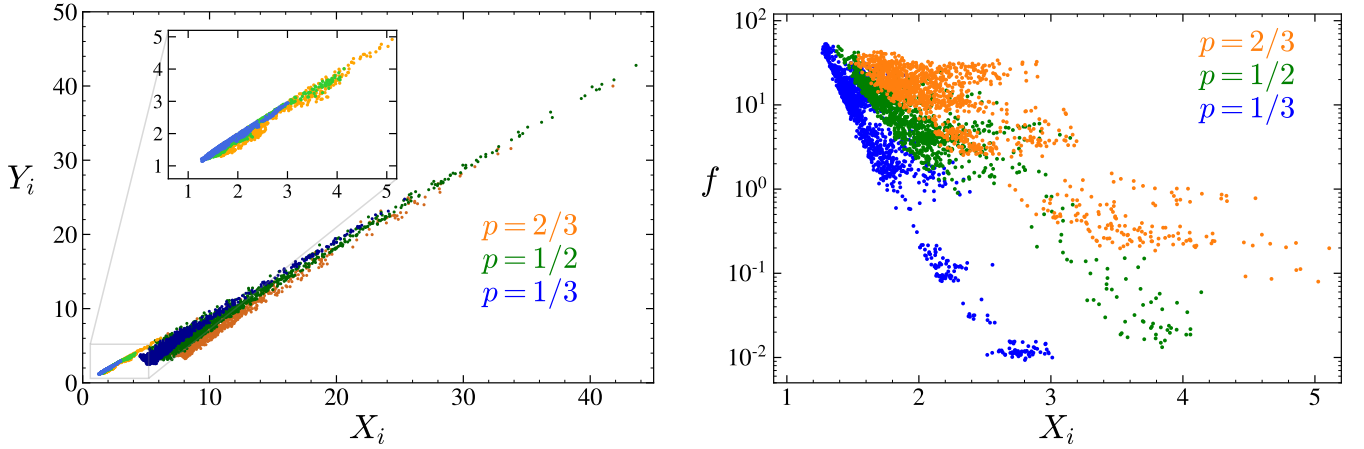 50
40
30
20
10
0
Y_i
5
4
3
2
1
1 2 3 4 5
p = 2/3
p = 1/2
p = 1/3
0 10 20 30 40
X_i
10^2
10^1
10^0
10^-1
10^-2
f
p = 2/3
p = 1/2
p = 1/3
1 2 3 4 5
X_i